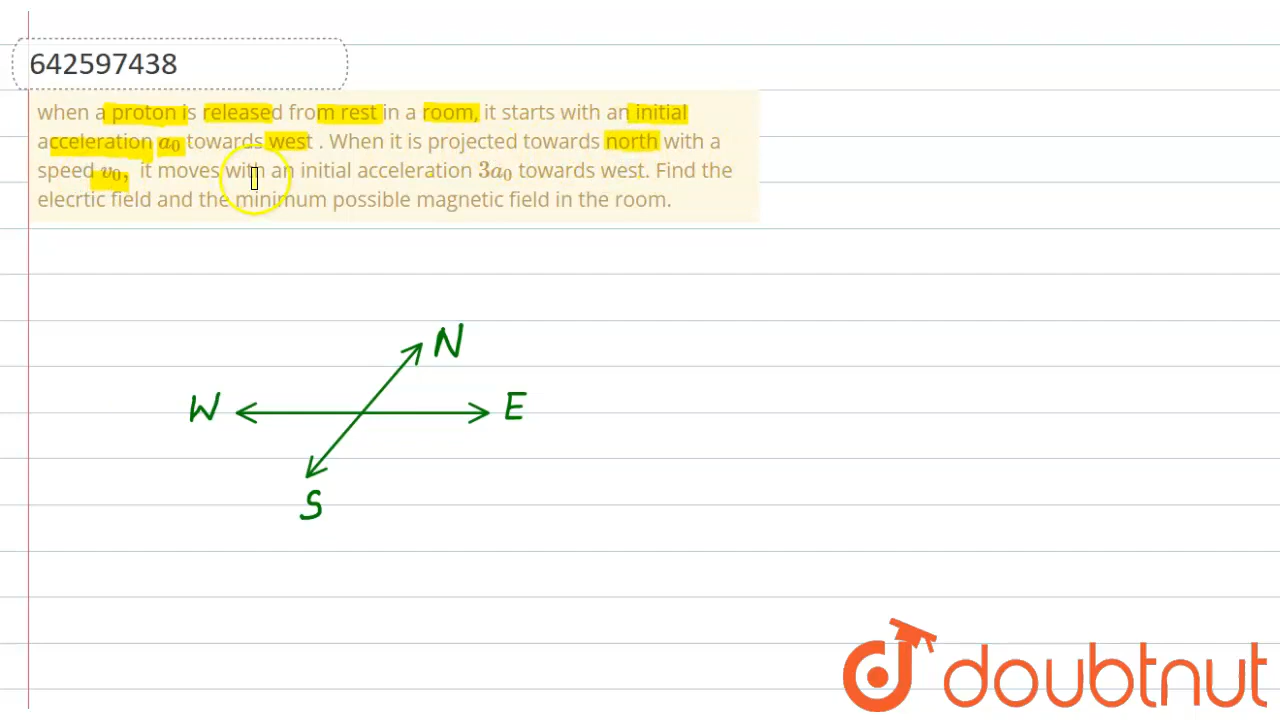 642597438
when a proton is released from rest in a room, it starts with an initial
acceleration a₀ towards west . When it is projected towards north with a
speed v₀, it moves with an initial acceleration 3a₀ towards west. Find the
elecrtic field and the minimum possible magnetic field in the room.
N
W E
S
doubtnut